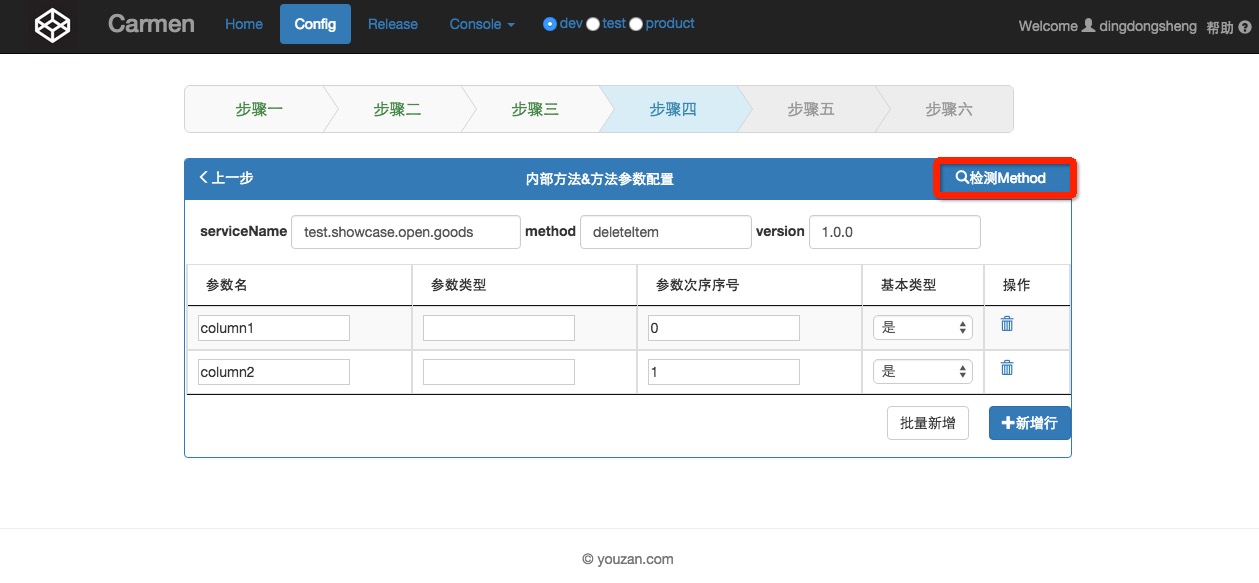 Carmen Home Config Release Console dev test product Welcome dingdongsheng 帮助
步骤一 步骤二 步骤三 步骤四 步骤五 步骤六
上一步 内部方法&方法参数配置 检测Method
serviceName test.showcase.open.goods method deleteItem version 1.0.0
参数名 参数类型 参数次序序号 基本类型 操作
column1 0 是
column2 1 是
批量新增 新增行
© youzan.com